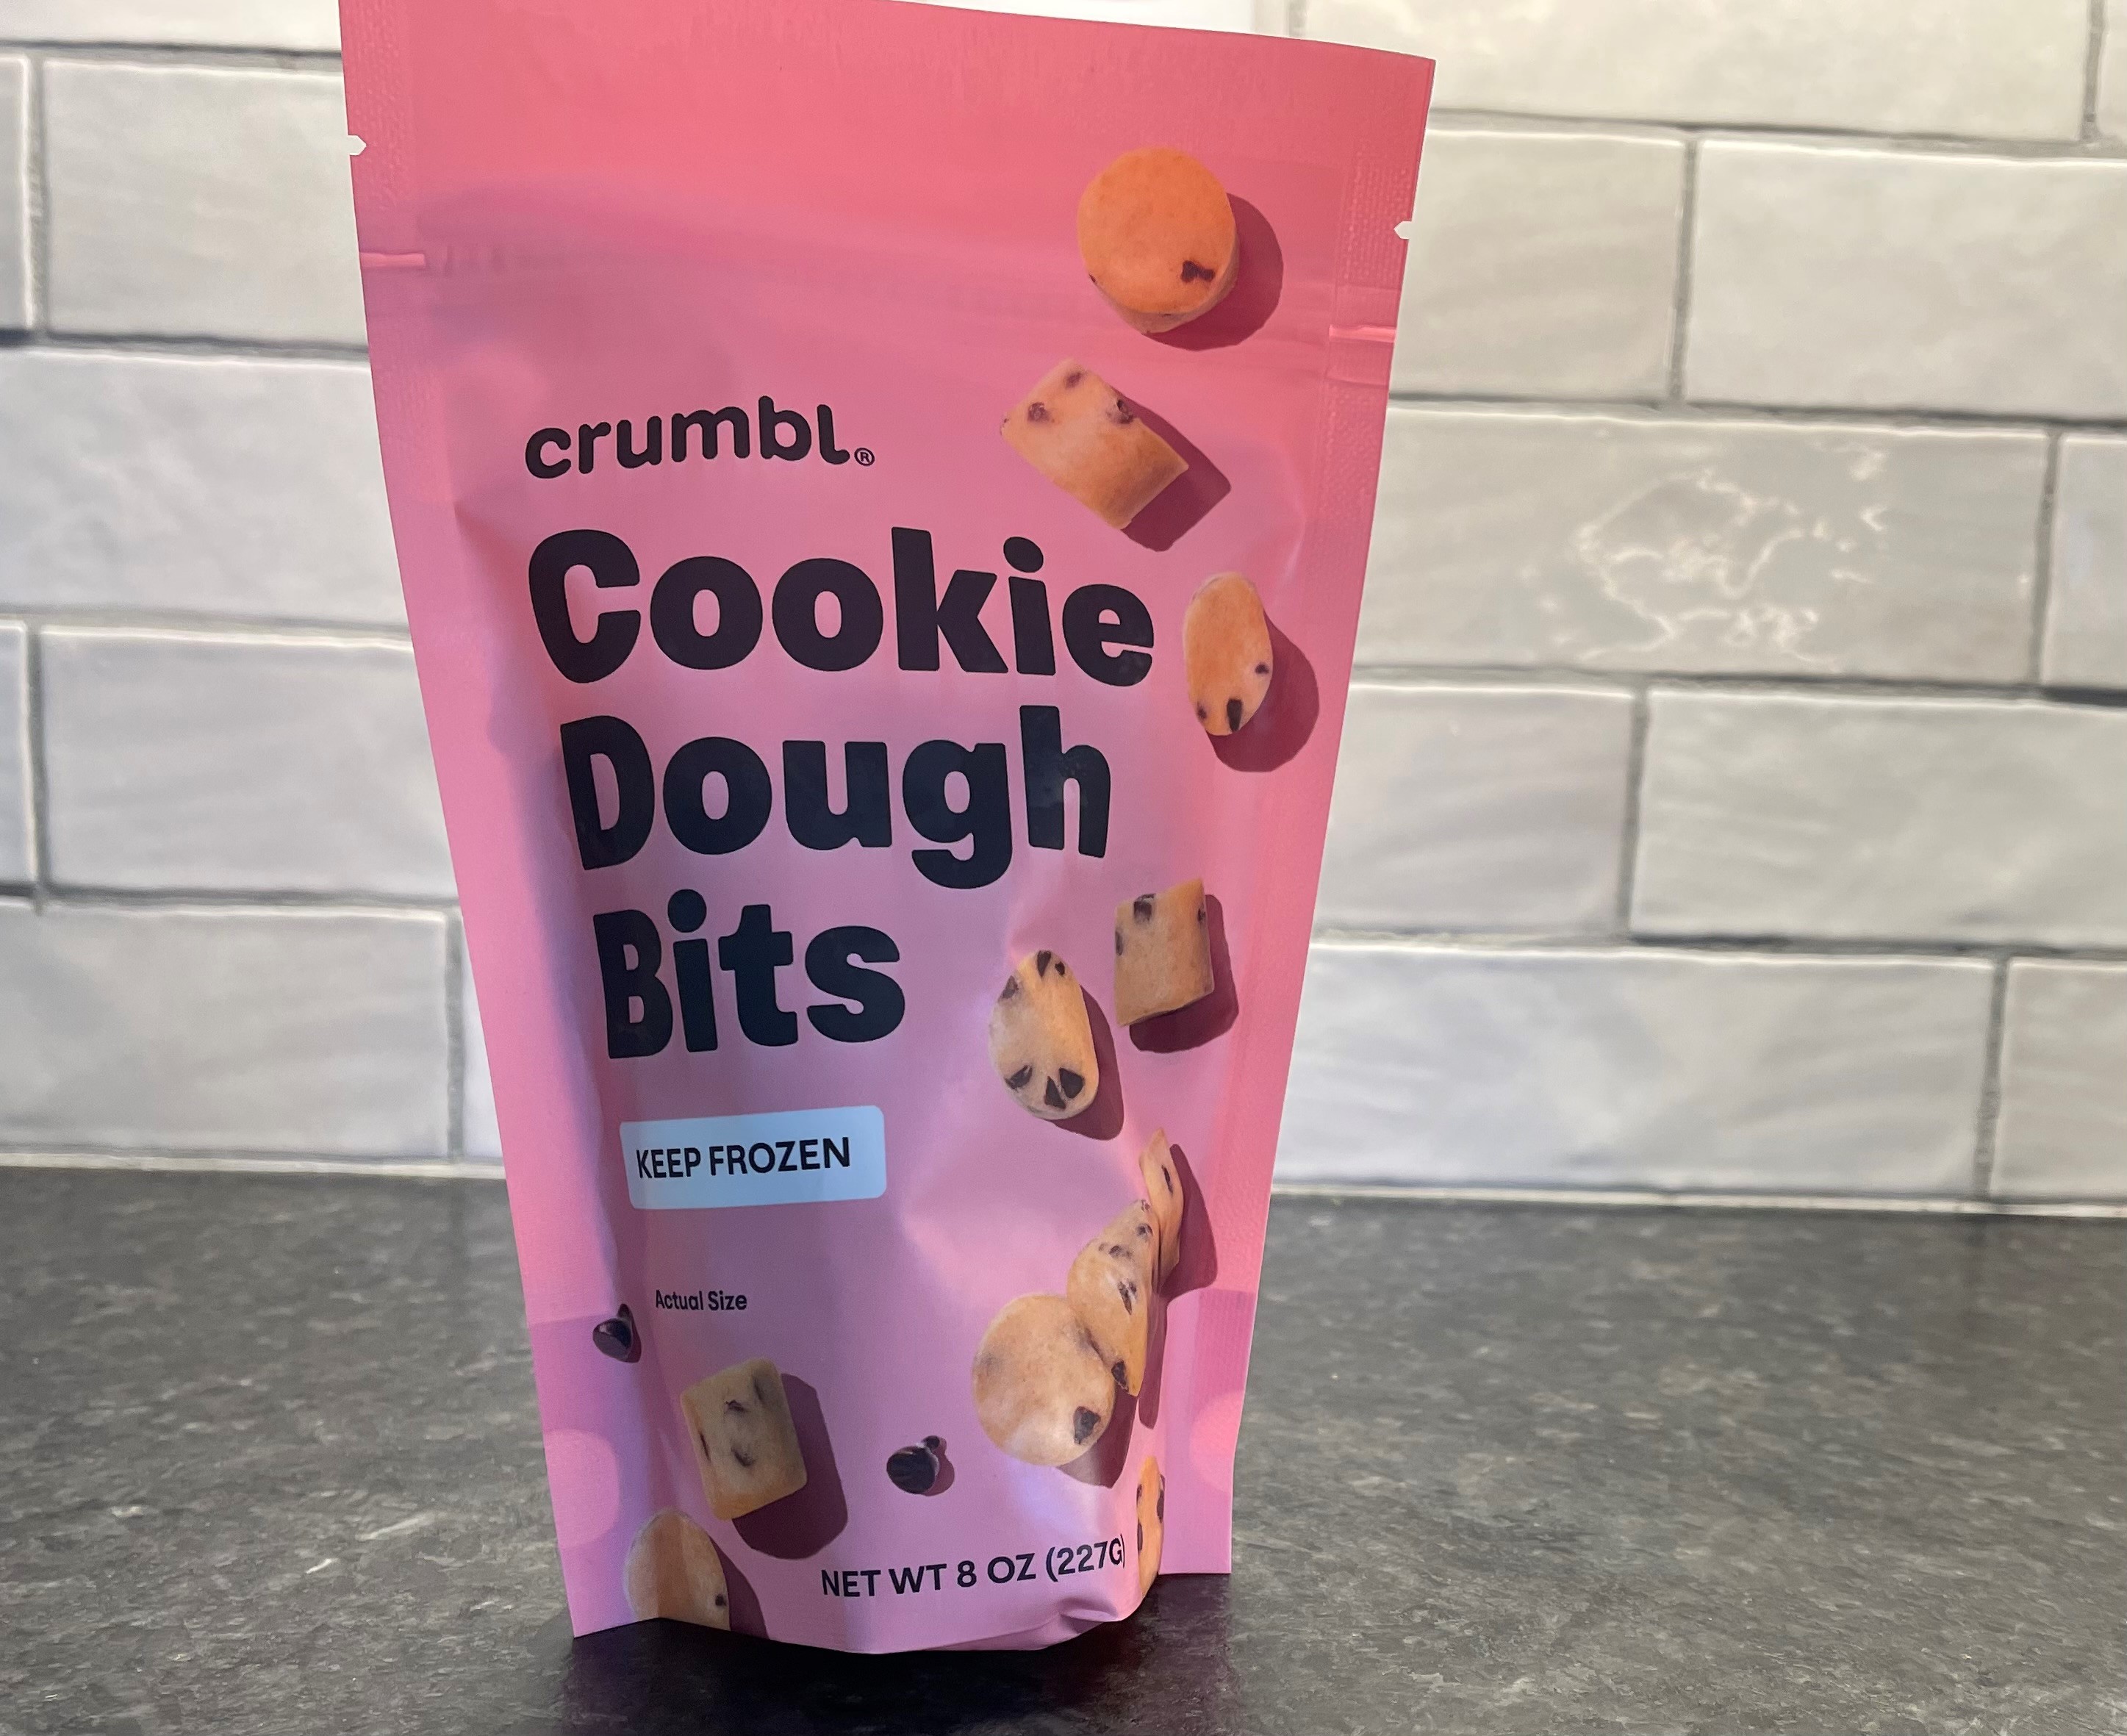 crumbl®
Cookie
Dough
Bits
KEEP FROZEN
Actual Size
NET WT 8 OZ (227G)